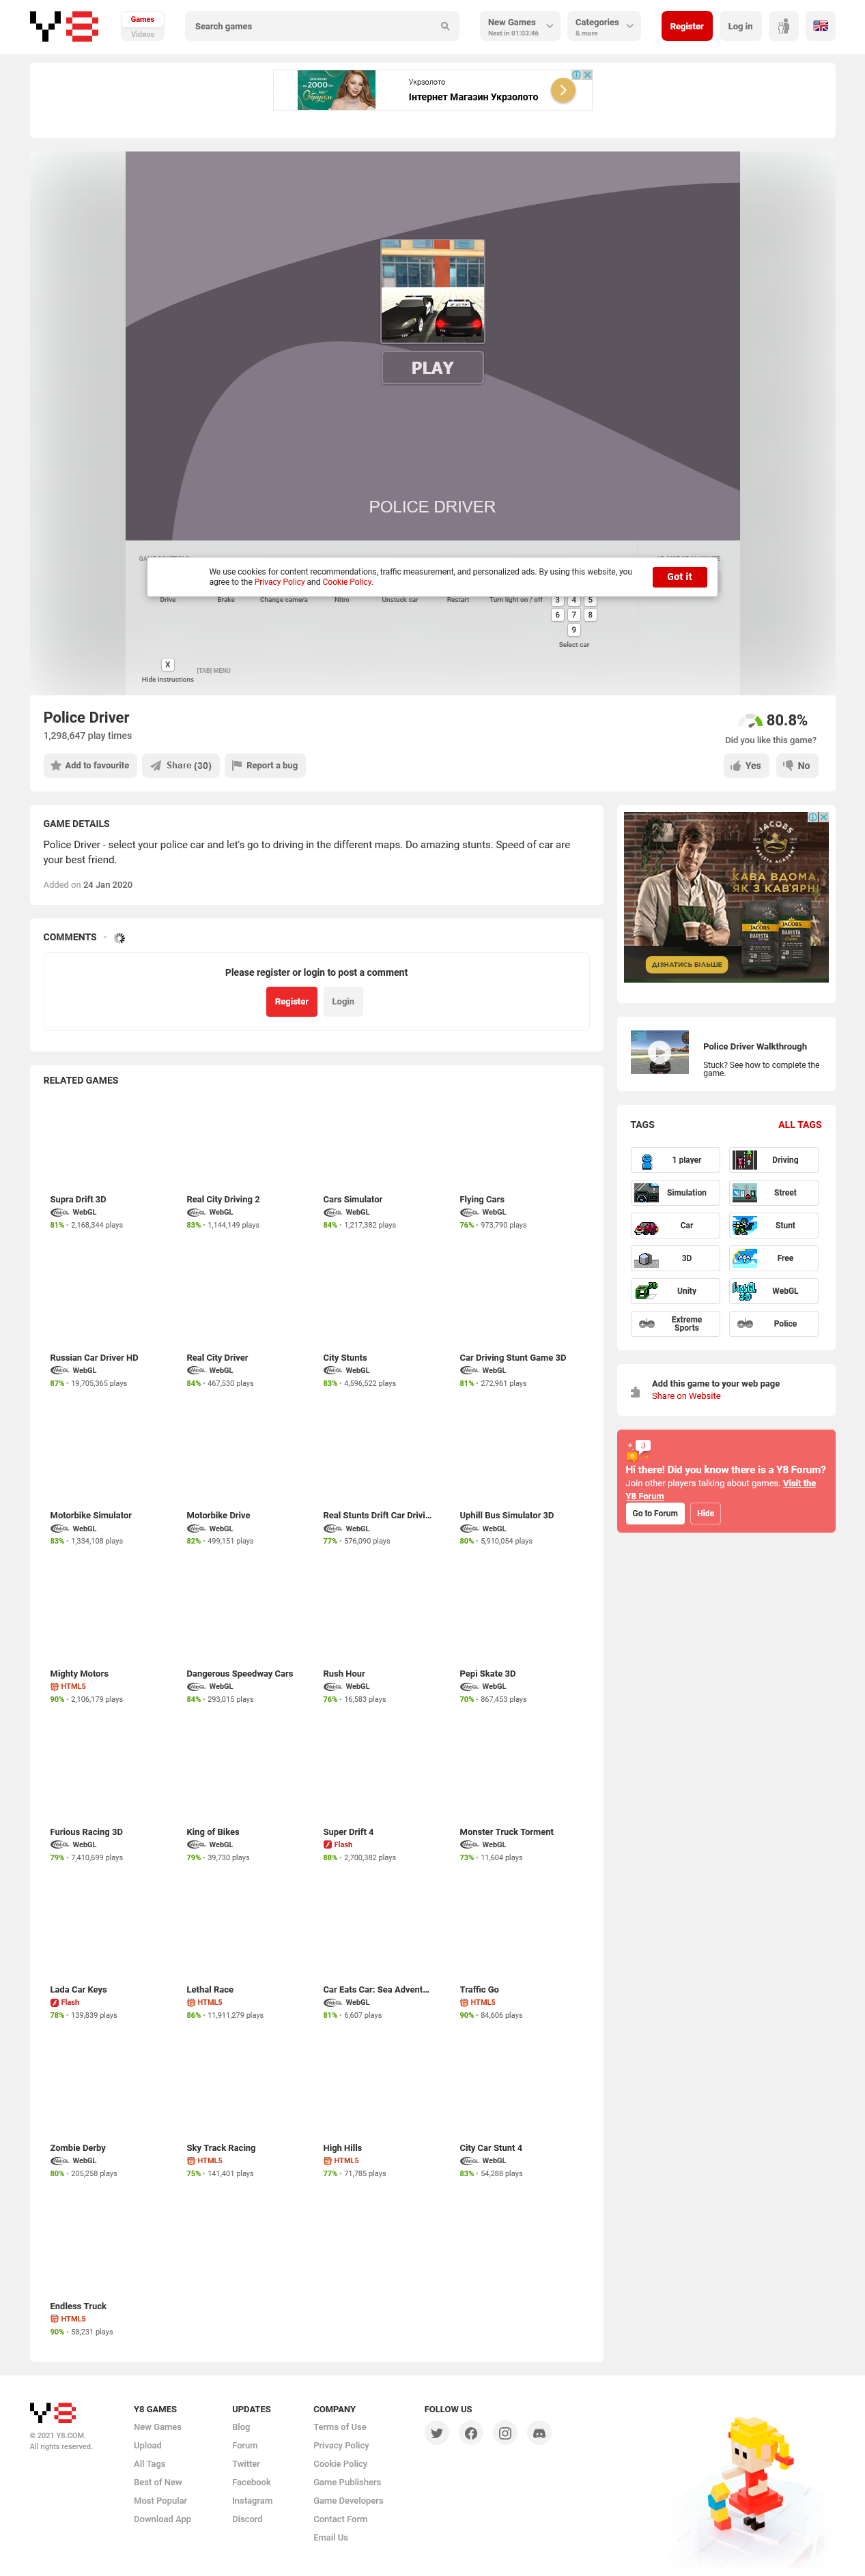 Y8
Games
Videos
Search games
New Games
Next in 01:03:46
Categories
& more
Register
Log in
2000
Обиручки
Укрзолото
Інтернет Магазин Укрзолото
PLAY
POLICE DRIVER
We use cookies for content recommendations, traffic measurement, and personalized ads. By using this website, you
agree to the Privacy Policy and Cookie Policy.
Got it
Drive
Brake
Change camera
Nitro
Unstuck car
Restart
Turn light on / off
3 4 5
6 7 8
9
Select car
X
[TAB] MENU
Hide instructions
Police Driver
1,298,647 play times
80.8%
Did you like this game?
Add to favourite
Share (30)
Report a bug
Yes
No
GAME DETAILS
Police Driver - select your police car and let's go to driving in the different maps. Do amazing stunts. Speed of car are
your best friend.
Added on 24 Jan 2020
COMMENTS
Please register or login to post a comment
Register
Login
JACOBS
BARISTA ACADEMY
КАВА ВДОМА,
ЯК З КАВ'ЯРНІ
JACOBS
BARISTA
JACOBS
BARISTA
ДІЗНАТИСЬ БІЛЬШЕ
Police Driver Walkthrough
Stuck? See how to complete the
game.
TAGS
ALL TAGS
1 player
Driving
Simulation
Street
Car
Stunt
3D
Free
Unity
WebGL
Extreme
Sports
Police
Add this game to your web page
Share on Website
Hi there! Did you know there is a Y8 Forum?
Join other players talking about games. Visit the
Y8 Forum
Go to Forum
Hide
RELATED GAMES
Supra Drift 3D
WebGL
81% • 2,168,344 plays
Real City Driving 2
WebGL
83% • 1,144,149 plays
Cars Simulator
WebGL
84% • 1,217,382 plays
Flying Cars
WebGL
76% • 973,790 plays
Russian Car Driver HD
WebGL
87% • 19,705,365 plays
Real City Driver
WebGL
84% • 467,530 plays
City Stunts
WebGL
83% • 4,596,522 plays
Car Driving Stunt Game 3D
WebGL
81% • 272,961 plays
Motorbike Simulator
WebGL
83% • 1,334,108 plays
Motorbike Drive
WebGL
82% • 499,151 plays
Real Stunts Drift Car Drivi...
WebGL
77% • 576,090 plays
Uphill Bus Simulator 3D
WebGL
80% • 5,910,054 plays
Mighty Motors
HTML5
90% • 2,106,179 plays
Dangerous Speedway Cars
WebGL
84% • 293,015 plays
Rush Hour
WebGL
76% • 16,583 plays
Pepi Skate 3D
WebGL
70% • 867,453 plays
Furious Racing 3D
WebGL
79% • 7,410,699 plays
King of Bikes
WebGL
79% • 39,730 plays
Super Drift 4
Flash
88% • 2,700,382 plays
Monster Truck Torment
WebGL
73% • 11,604 plays
Lada Car Keys
Flash
78% • 139,839 plays
Lethal Race
HTML5
86% • 11,911,279 plays
Car Eats Car: Sea Advent...
WebGL
81% • 6,607 plays
Traffic Go
HTML5
90% • 84,606 plays
Zombie Derby
WebGL
80% • 205,258 plays
Sky Track Racing
HTML5
75% • 141,401 plays
High Hills
HTML5
77% • 71,785 plays
City Car Stunt 4
WebGL
83% • 54,288 plays
Endless Truck
HTML5
90% • 58,231 plays
Y8
© 2021 Y8.COM.
All rights reserved.
Y8 GAMES
New Games
Upload
All Tags
Best of New
Most Popular
Download App
UPDATES
Blog
Forum
Twitter
Facebook
Instagram
Discord
COMPANY
Terms of Use
Privacy Policy
Cookie Policy
Game Publishers
Game Developers
Contact Form
Email Us
FOLLOW US